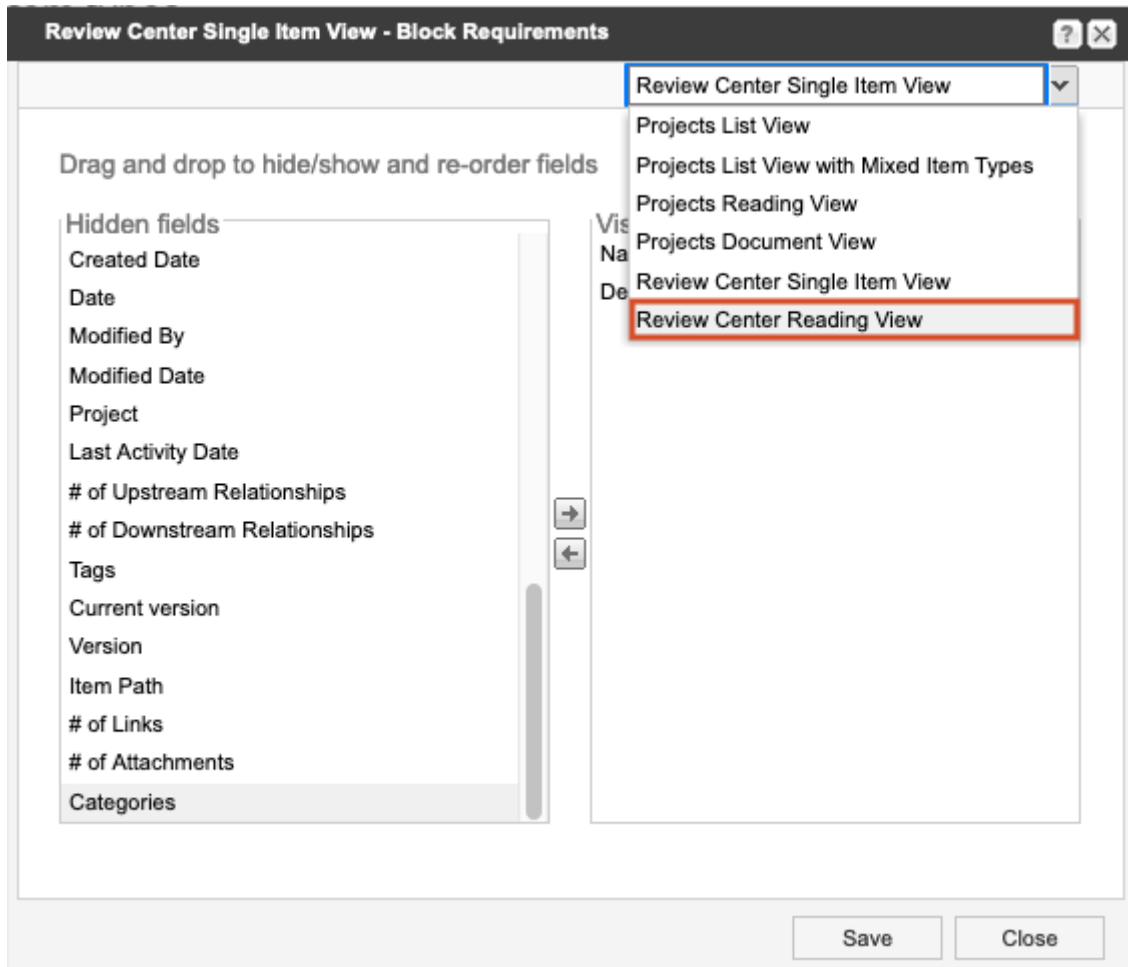 Review Center Single Item View - Block Requirements
?
Review Center Single Item View
Projects List View
Projects List View with Mixed Item Types
Projects Reading View
Projects Document View
Review Center Single Item View
Review Center Reading View
Drag and drop to hide/show and re-order fields
Hidden fields
Created Date
Date
Modified By
Modified Date
Project
Last Activity Date
# of Upstream Relationships
# of Downstream Relationships
Tags
Current version
Version
Item Path
# of Links
# of Attachments
Categories
Vis
Na
De
Save
Close